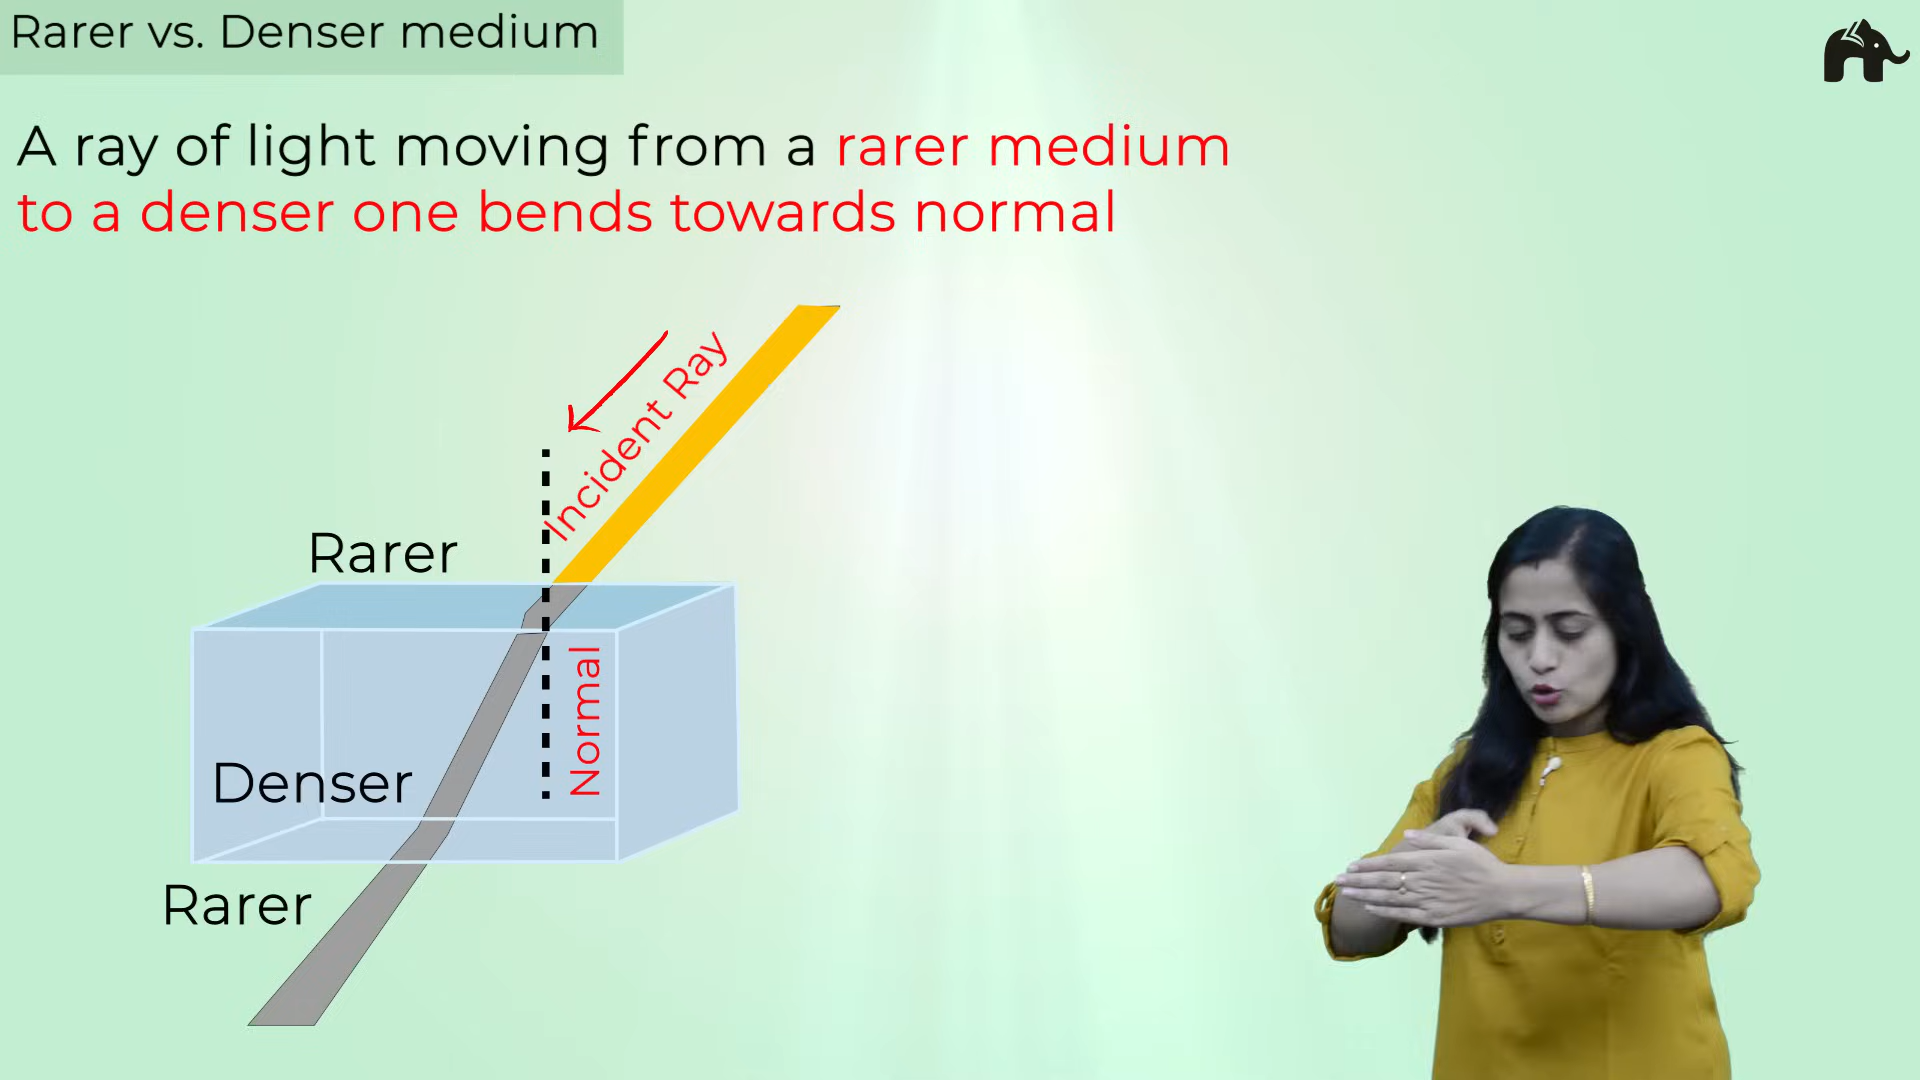 Rarer vs. Denser medium
A ray of light moving from a rarer medium
to a denser one bends towards normal
Incident Ray
Rarer
Normal
Denser
Rarer